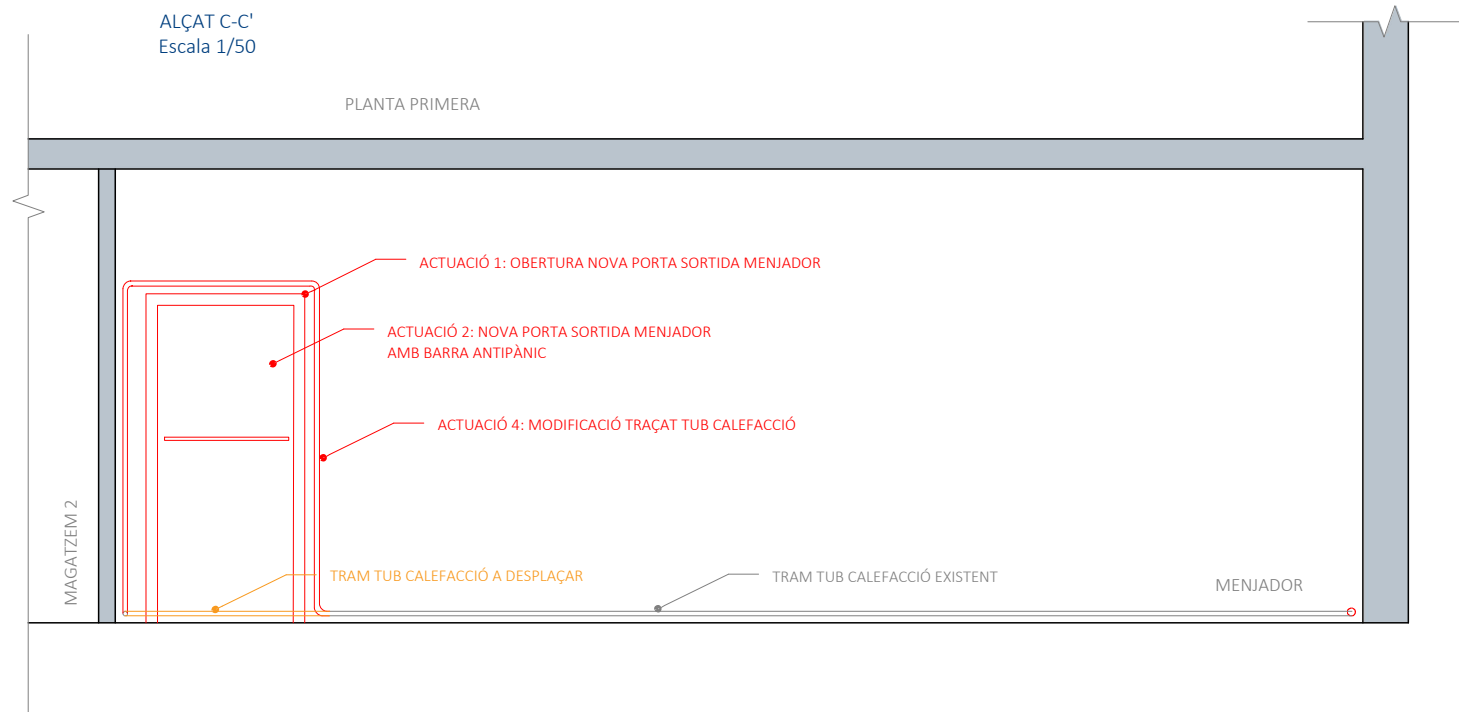 ALÇAT C-C'
Escala 1/50
PLANTA PRIMERA
ACTUACIÓ 1: OBERTURA NOVA PORTA SORTIDA MENJADOR
ACTUACIÓ 2: NOVA PORTA SORTIDA MENJADOR
AMB BARRA ANTIPÀNIC
ACTUACIÓ 4: MODIFICACIÓ TRAÇAT TUB CALEFACCIÓ
MAGATZEM 2
TRAM TUB CALEFACCIÓ A DESPLAÇAR
TRAM TUB CALEFACCIÓ EXISTENT
MENJADOR